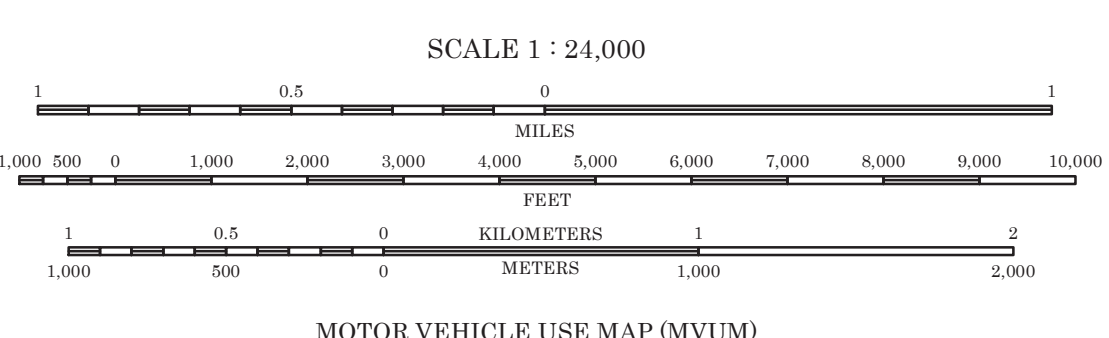 SCALE 1 : 24,000
1 0.5 0 1
MILES
1,000 500 0 1,000 2,000 3,000 4,000 5,000 6,000 7,000 8,000 9,000 10,000
FEET
1 0.5 0 KILOMETERS 1 2
1,000 500 0 METERS 1,000 2,000
MOTOR VEHICLE USE MAP (MVUM)